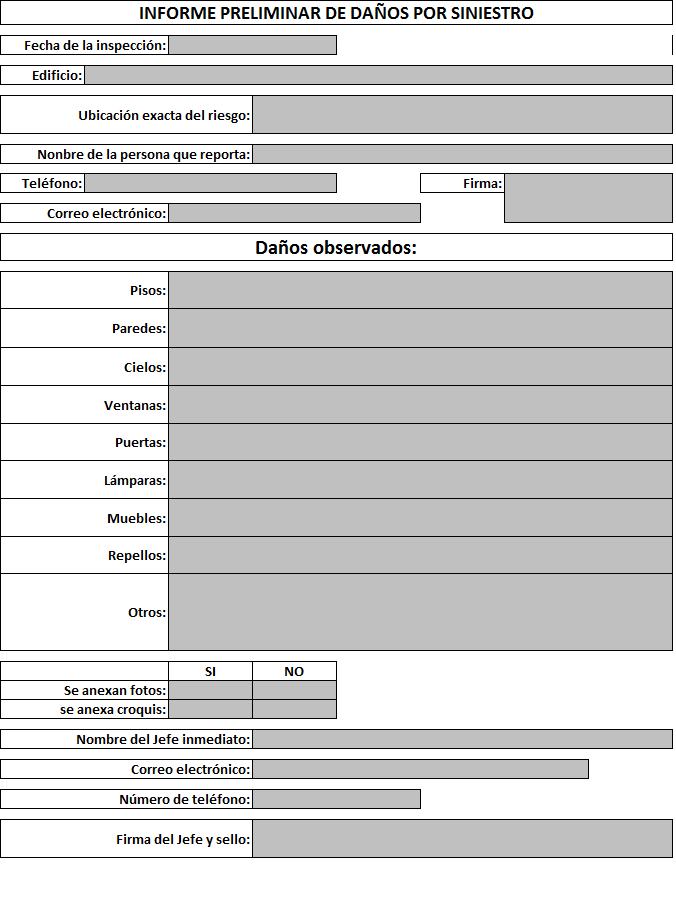 INFORME PRELIMINAR DE DAÑOS POR SINIESTRO
Fecha de la inspección:
Edificio:
Ubicación exacta del riesgo:
Nonbre de la persona que reporta:
Teléfono: Firma:
Correo electrónico:
Daños observados:
Pisos:
Paredes:
Cielos:
Ventanas:
Puertas:
Lámparas:
Muebles:
Repellos:
Otros:
SI NO
Se anexan fotos:
se anexa croquis:
Nombre del Jefe inmediato:
Correo electrónico:
Número de teléfono:
Firma del Jefe y sello: